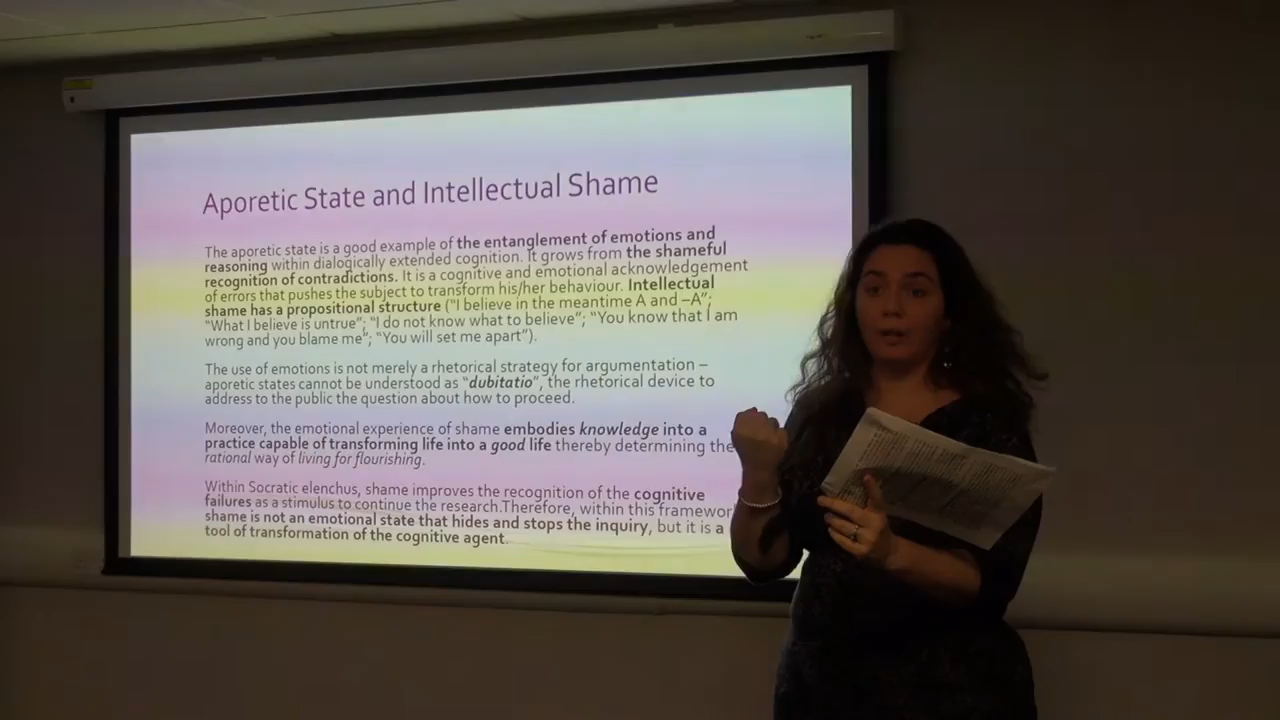 Aporetic State and Intellectual Shame
The aporetic state is a good example of the entanglement of emotions and
reasoning within dialogically extended cognition. It grows from the shameful
recognition of contradictions. It is a cognitive and emotional acknowledgement
of errors that pushes the subject to transform his/her behaviour. Intellectual
shame has a propositional structure (“I believe in the meantime A and –A”;
“What I believe is untrue”; “I do not know what to believe”; “You know that I am
wrong and you blame me”; “You will set me apart”).
The use of emotions is not merely a rhetorical strategy for argumentation –
aporetic states cannot be understood as “dubitatio”, the rhetorical device to
address to the public the question about how to proceed.
Moreover, the emotional experience of shame embodies knowledge into a
practice capable of transforming life into a good life thereby determining the
rational way of living for flourishing.
Within Socratic elenchus, shame improves the recognition of the cognitive
failures as a stimulus to continue the research.Therefore, within this framewor
shame is not an emotional state that hides and stops the inquiry, but it is a
tool of transformation of the cognitive agent.